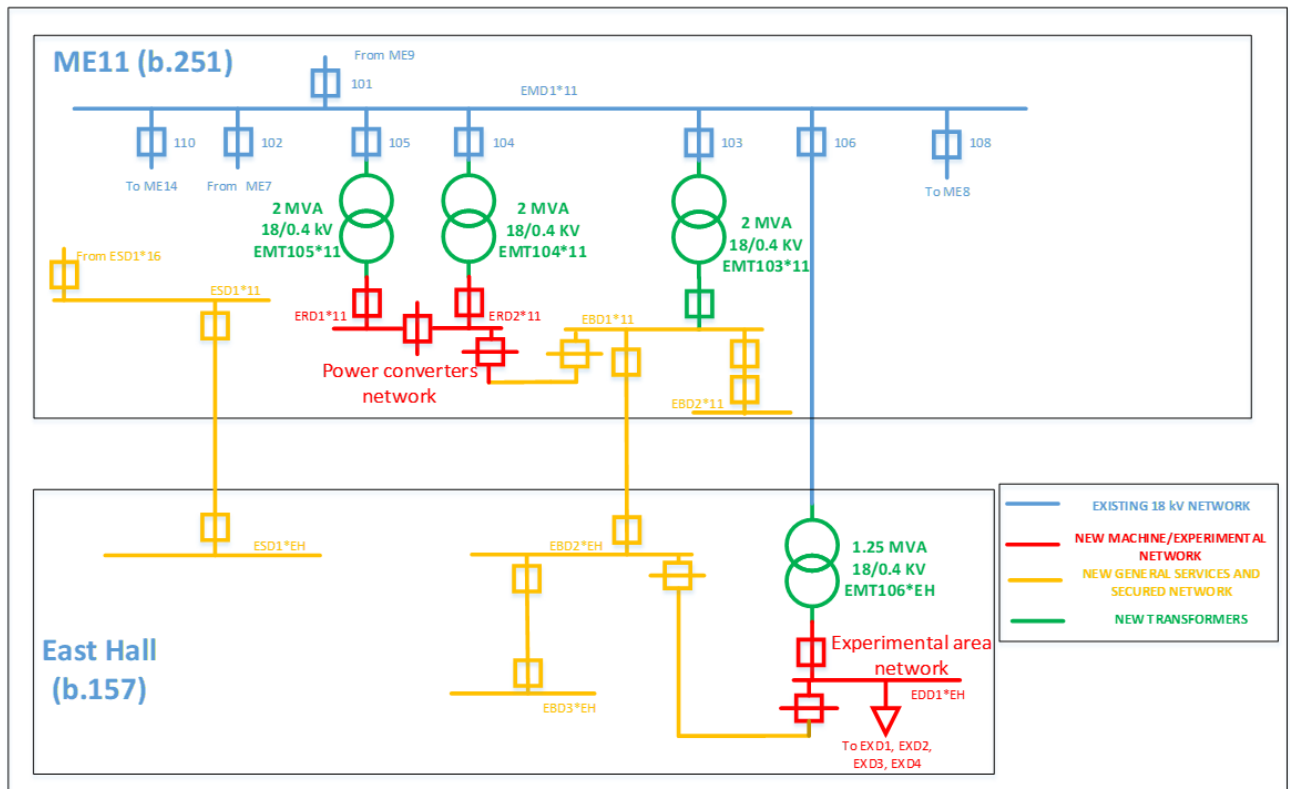 ME11 (b.251)
From ME9
101
EMD1*11
110
102
105
104
103
106
108
To ME14
From ME7
To ME8
2 MVA
18/0.4 kV
EMT105*11
2 MVA
18/0.4 KV
EMT104*11
2 MVA
18/0.4 KV
EMT103*11
From ESD1*16
ESD1*11
ERD1*11
ERD2*11
EBD1*11
Power converters
network
EBD2*11
ESD1*EH
EBD2*EH
1.25 MVA
18/0.4 KV
EMT106*EH
East Hall
(b.157)
EBD3*EH
Experimental area
network
EDD1*EH
To EXD1, EXD2,
EXD3, EXD4
EXISTING 18 kV NETWORK
NEW MACHINE/EXPERIMENTAL
NETWORK
NEW GENERAL SERVICES AND
SECURED NETWORK
NEW TRANSFORMERS